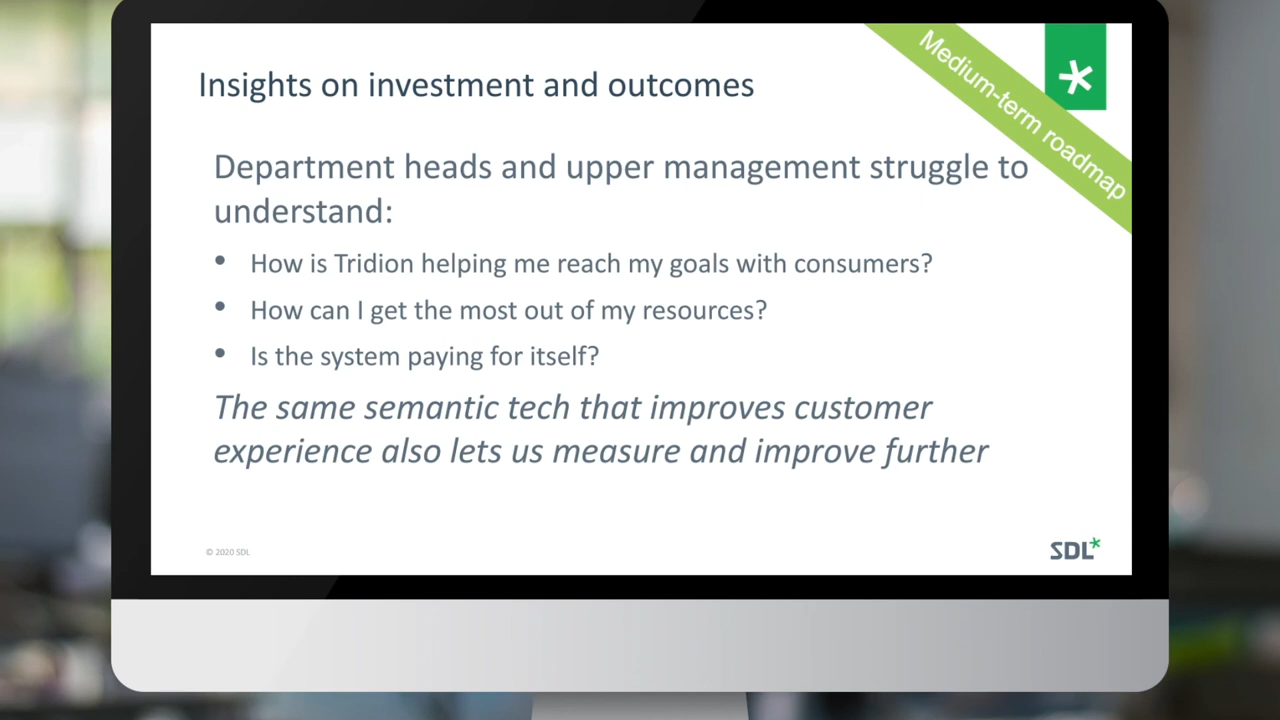 Insights on investment and outcomes
Medium-term roadmap
Department heads and upper management struggle to
understand:
• How is Tridion helping me reach my goals with consumers?
• How can I get the most out of my resources?
• Is the system paying for itself?
The same semantic tech that improves customer
experience also lets us measure and improve further
© 2020 SDL
SDL*